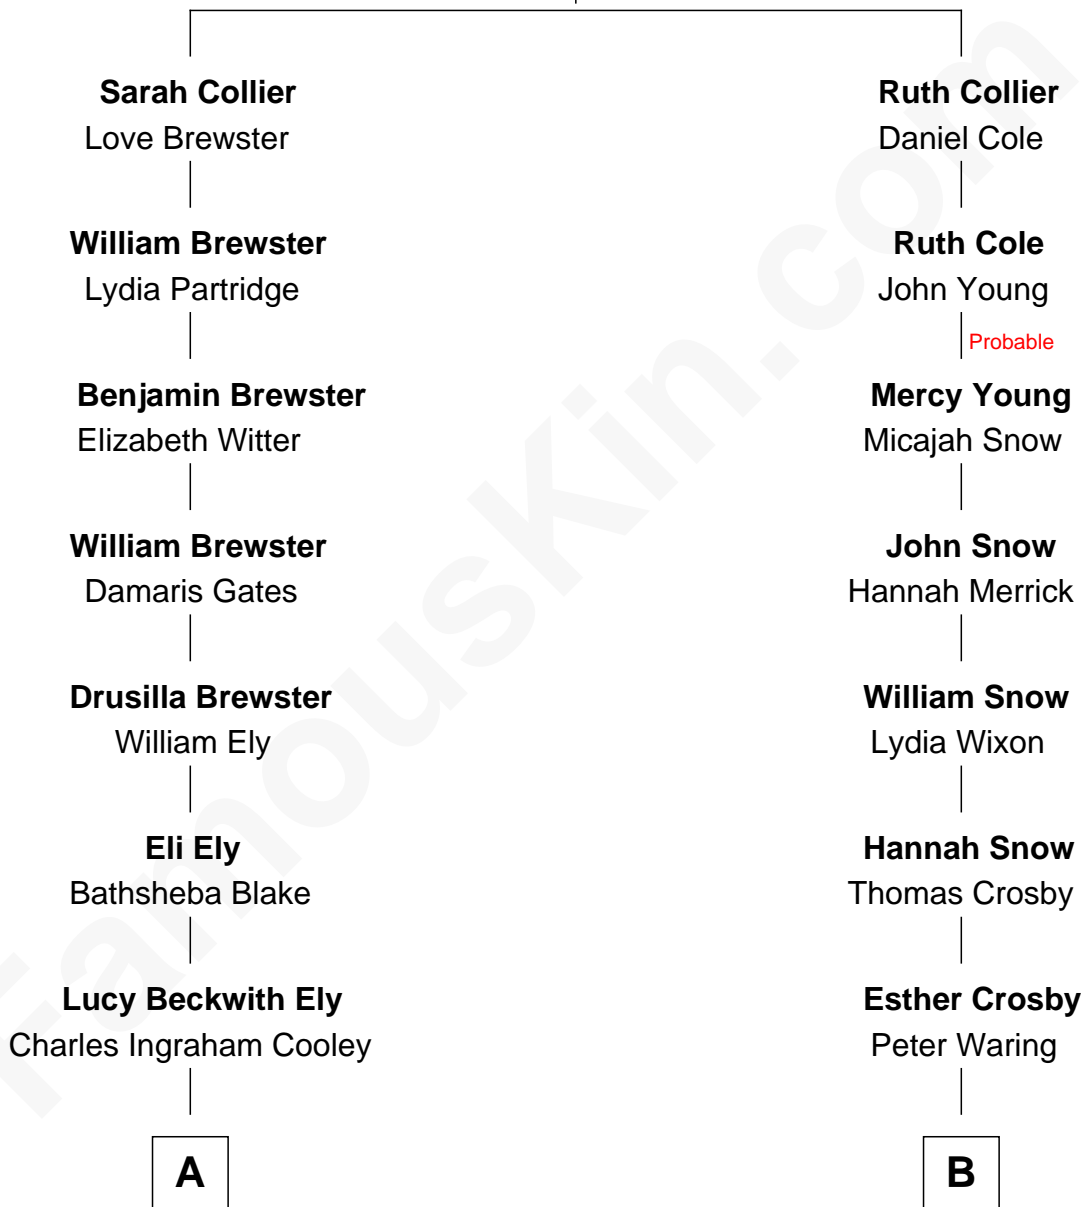 Sarah Collier
Love Brewster
William Brewster
Lydia Partridge
Benjamin Brewster
Elizabeth Witter
William Brewster
Damaris Gates
Drusilla Brewster
William Ely
Eli Ely
Bathsheba Blake
Lucy Beckwith Ely
Charles Ingraham Cooley
A
Ruth Collier
Daniel Cole
Ruth Cole
John Young
Probable
Mercy Young
Micajah Snow
John Snow
Hannah Merrick
William Snow
Lydia Wixon
Hannah Snow
Thomas Crosby
Esther Crosby
Peter Waring
B
FamousKin.com